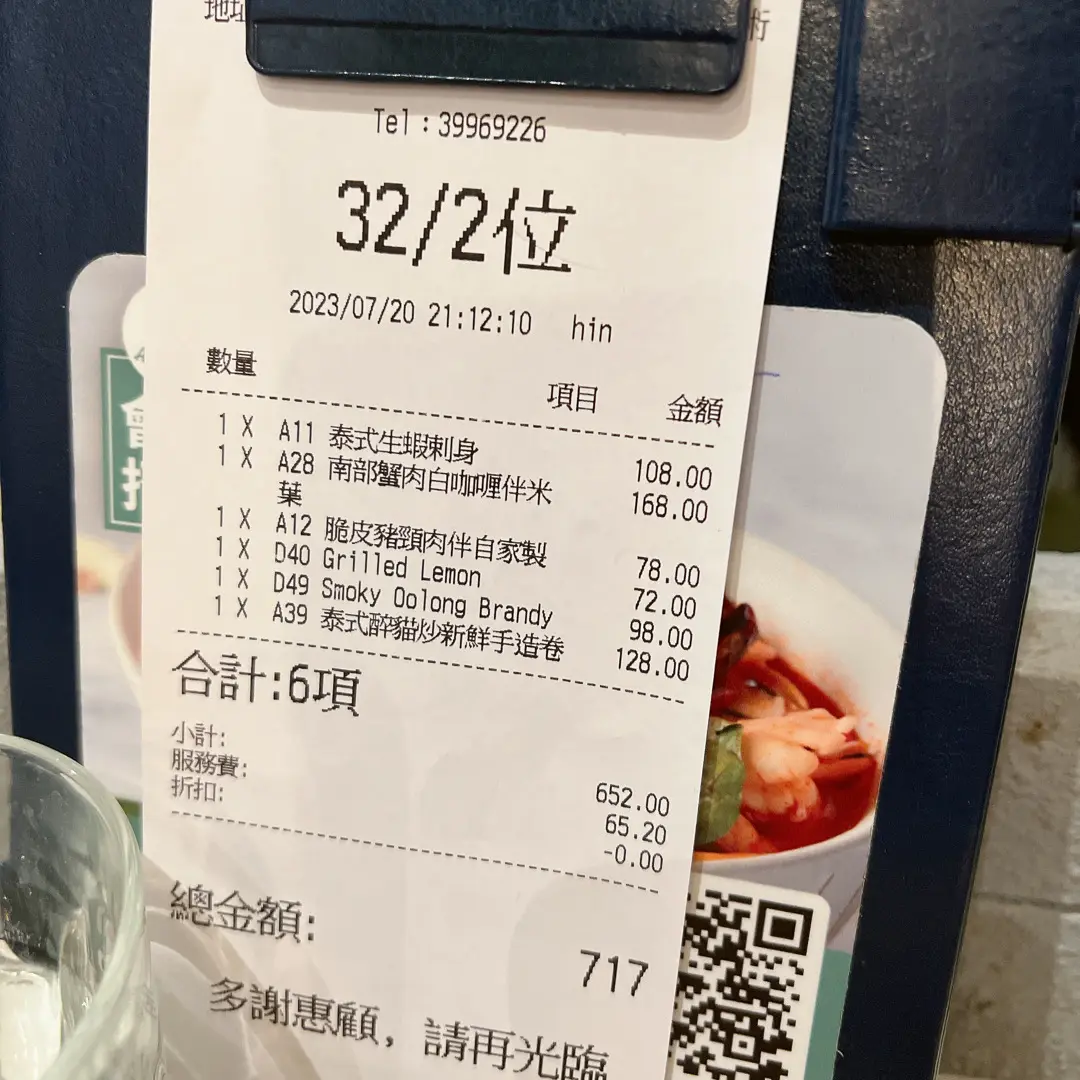 地址
Tel：39969226
32/2位
2023/07/20 21:12:10 hin
數量 項目 金額
1 X A11 泰式生蝦刺身 108.00
1 X A28 南部蟹肉白咖喱伴米 168.00
葉
1 X A12 脆皮豬頸肉伴自家製 78.00
1 X D40 Grilled Lemon 72.00
1 X D49 Smoky Oolong Brandy 98.00
1 X A39 泰式醉貓炒新鮮手造卷 128.00
合計:6項
小計: 652.00
服務費: 65.20
折扣: -0.00
總金額: 717
多謝惠顧, 請再光臨